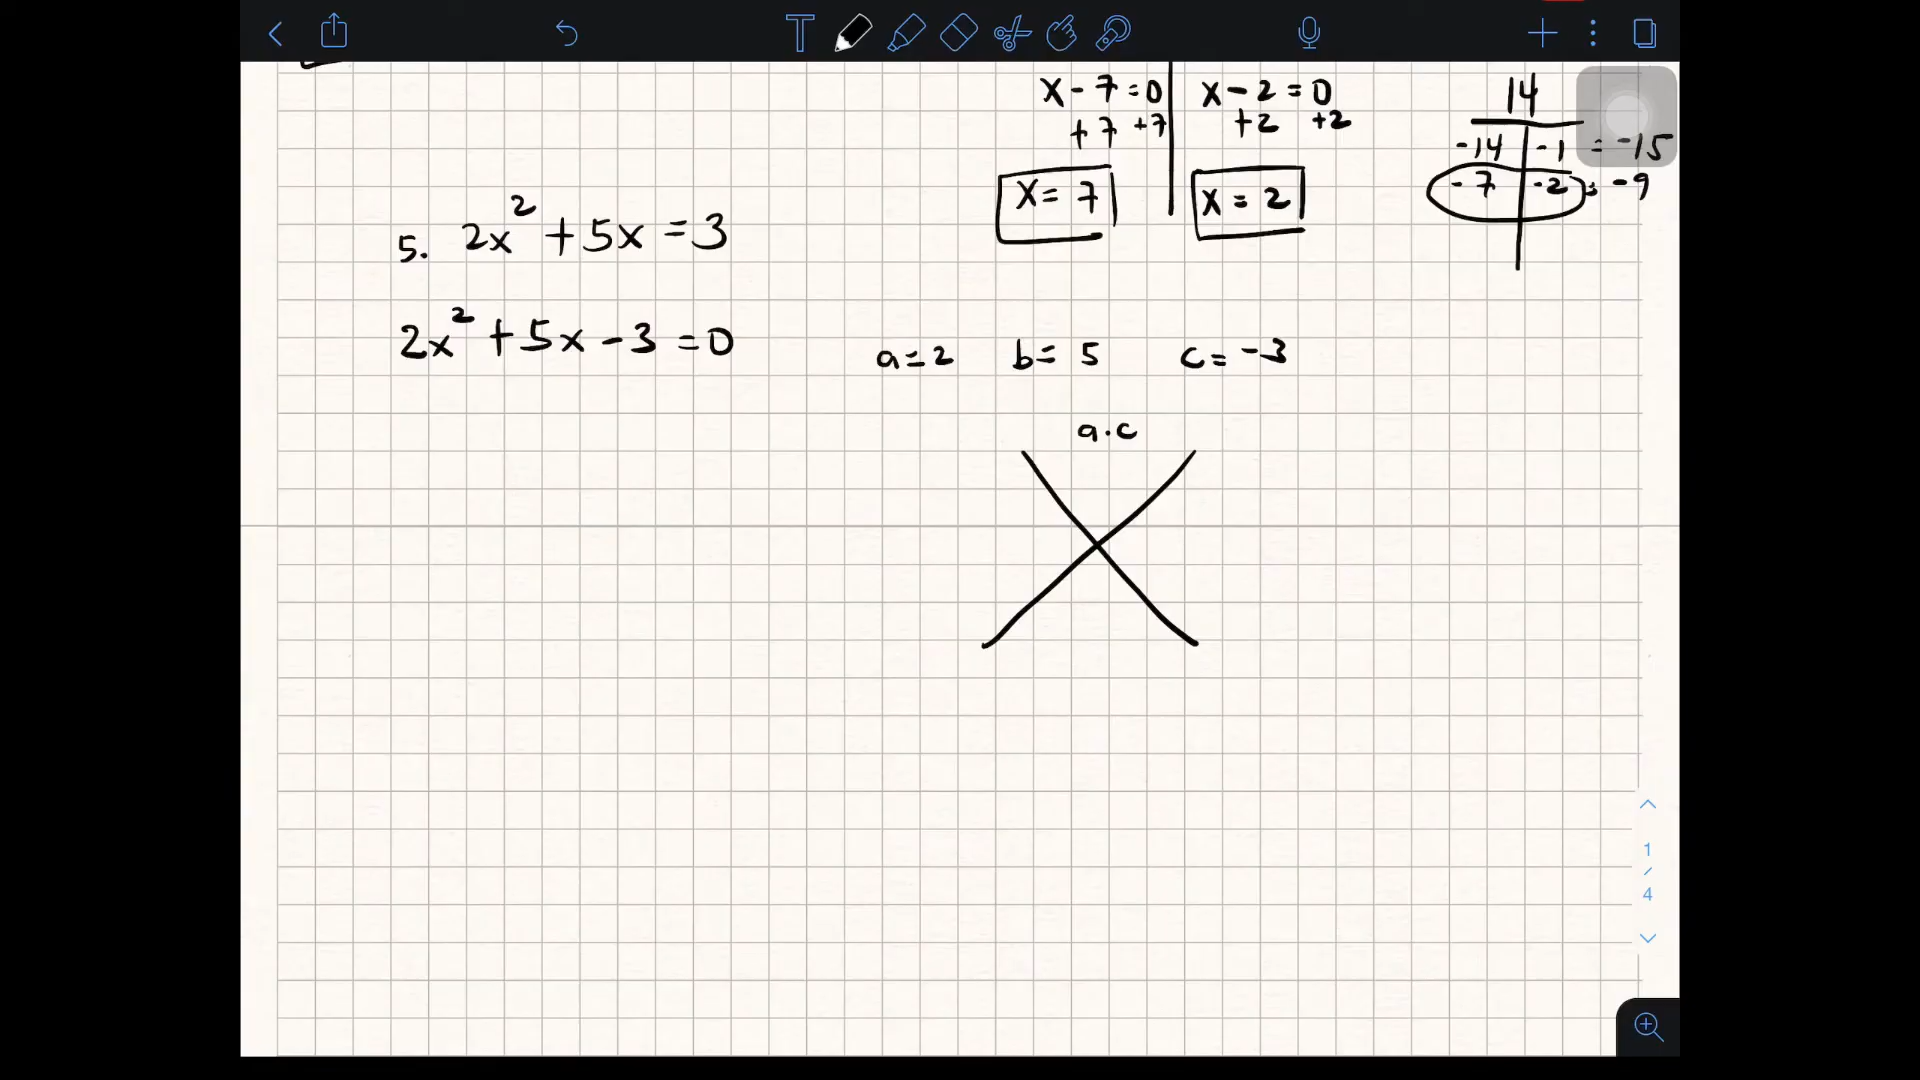 x - 7 = 0
+ 7 +7
x = 7
x - 2 = 0
+2 +2
x = 2
14
-14 -1 = -15
-7 -2 = -9
5. 2x² + 5x = 3
2x² + 5x - 3 = 0
a = 2 b = 5 c = -3
a · c
1
/
4